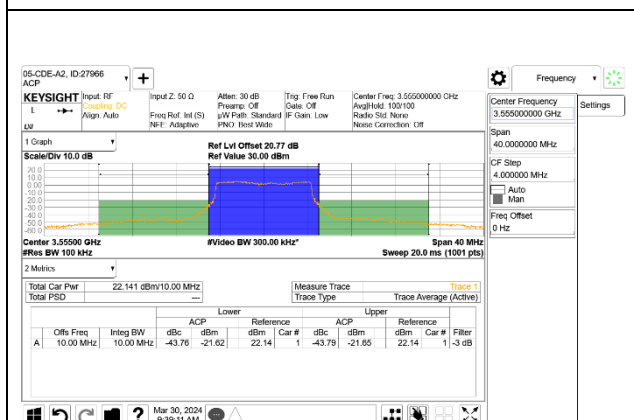 05-CDE-A2, ID:27966
ACP
Frequency
KEYSIGHT Input: RF Input Z: 50 Ω Atten: 30 dB Trig: Free Run Center Freq: 3.555000000 GHz
L Coupling: DC Preamp: Off Gate: Off Avg|Hold: 100/100
Align: Auto Freq Ref: Int (S) µW Path: Standard IF Gain: Low Radio Std: None
NFE: Adaptive PNO: Best Wide Noise Correction: Off
Center Frequency
3.555000000 GHz
Settings
Span
40.0000000 MHz
CF Step
4.000000 MHz
Auto
Man
Freq Offset
0 Hz
1 Graph
Scale/Div 10.0 dB
Ref Lvl Offset 20.77 dB
Ref Value 30.00 dBm
20.0
10.0
0.00
-10.0
-20.0
-30.0
-40.0
-50.0
-60.0
Center 3.55500 GHz #Video BW 300.00 kHz* Span 40 MHz
#Res BW 100 kHz Sweep 20.0 ms (1001 pts)
2 Metrics
Total Car Pwr 22.141 dBm/10.00 MHz Measure Trace Trace 1
Total PSD --- Trace Type Trace Average (Active)
Lower Upper
ACP Reference ACP Reference
Offs Freq Integ BW dBc dBm dBm Car # dBc dBm dBm Car # Filter
A 10.00 MHz 10.00 MHz -43.76 -21.62 22.14 1 -43.79 -21.65 22.14 1 -3 dB
Mar 30, 2024
9:39:11 AM